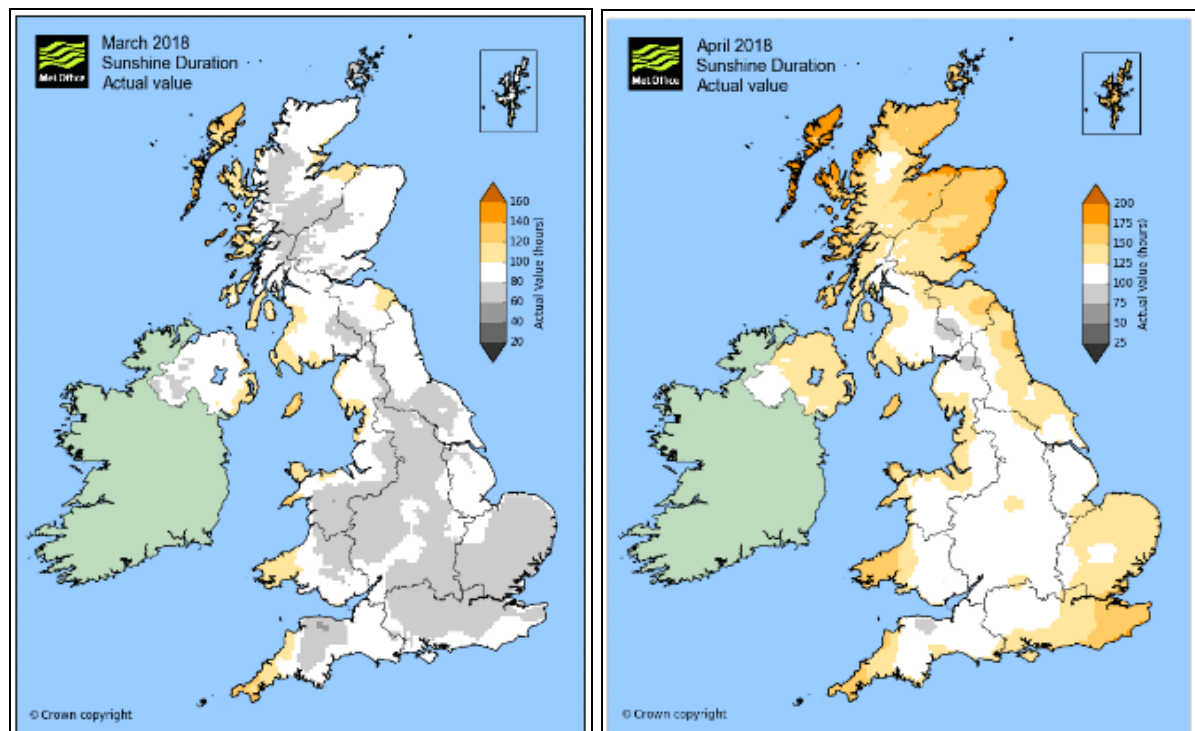 March 2018
Sunshine Duration
Actual value
Met Office
160
140
120
100
80
60
40
20
Actual Value (hours)
© Crown copyright
April 2018
Sunshine Duration
Actual value
Met Office
200
175
150
125
100
75
50
25
Actual Value (hours)
© Crown copyright